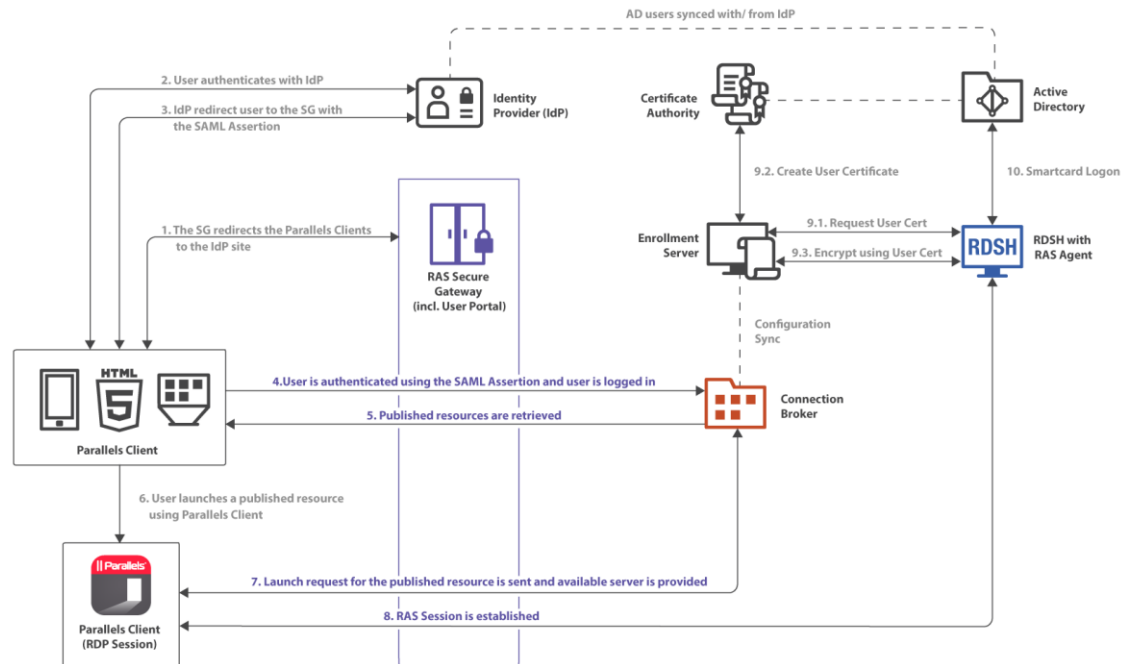 AD users synced with/ from IdP
2. User authenticates with IdP
3. IdP redirect user to the SG with
the SAML Assertion
Identity
Provider (IdP)
Certificate
Authority
Active
Directory
9.2. Create User Certificate
10. Smartcard Logon
1. The SG redirects the Parallels Clients
to the IdP site
RAS Secure
Gateway
(incl. User Portal)
Enrollment
Server
9.1. Request User Cert
9.3. Encrypt using User Cert
RDSH
RDSH with
RAS Agent
Configuration
Sync
HTML
5
Parallels Client
4.User is authenticated using the SAML Assertion and user is logged in
5. Published resources are retrieved
Connection
Broker
6. User launches a published resource
using Parallels Client
|| Parallels
Parallels Client
(RDP Session)
7. Launch request for the published resource is sent and available server is provided
8. RAS Session is established